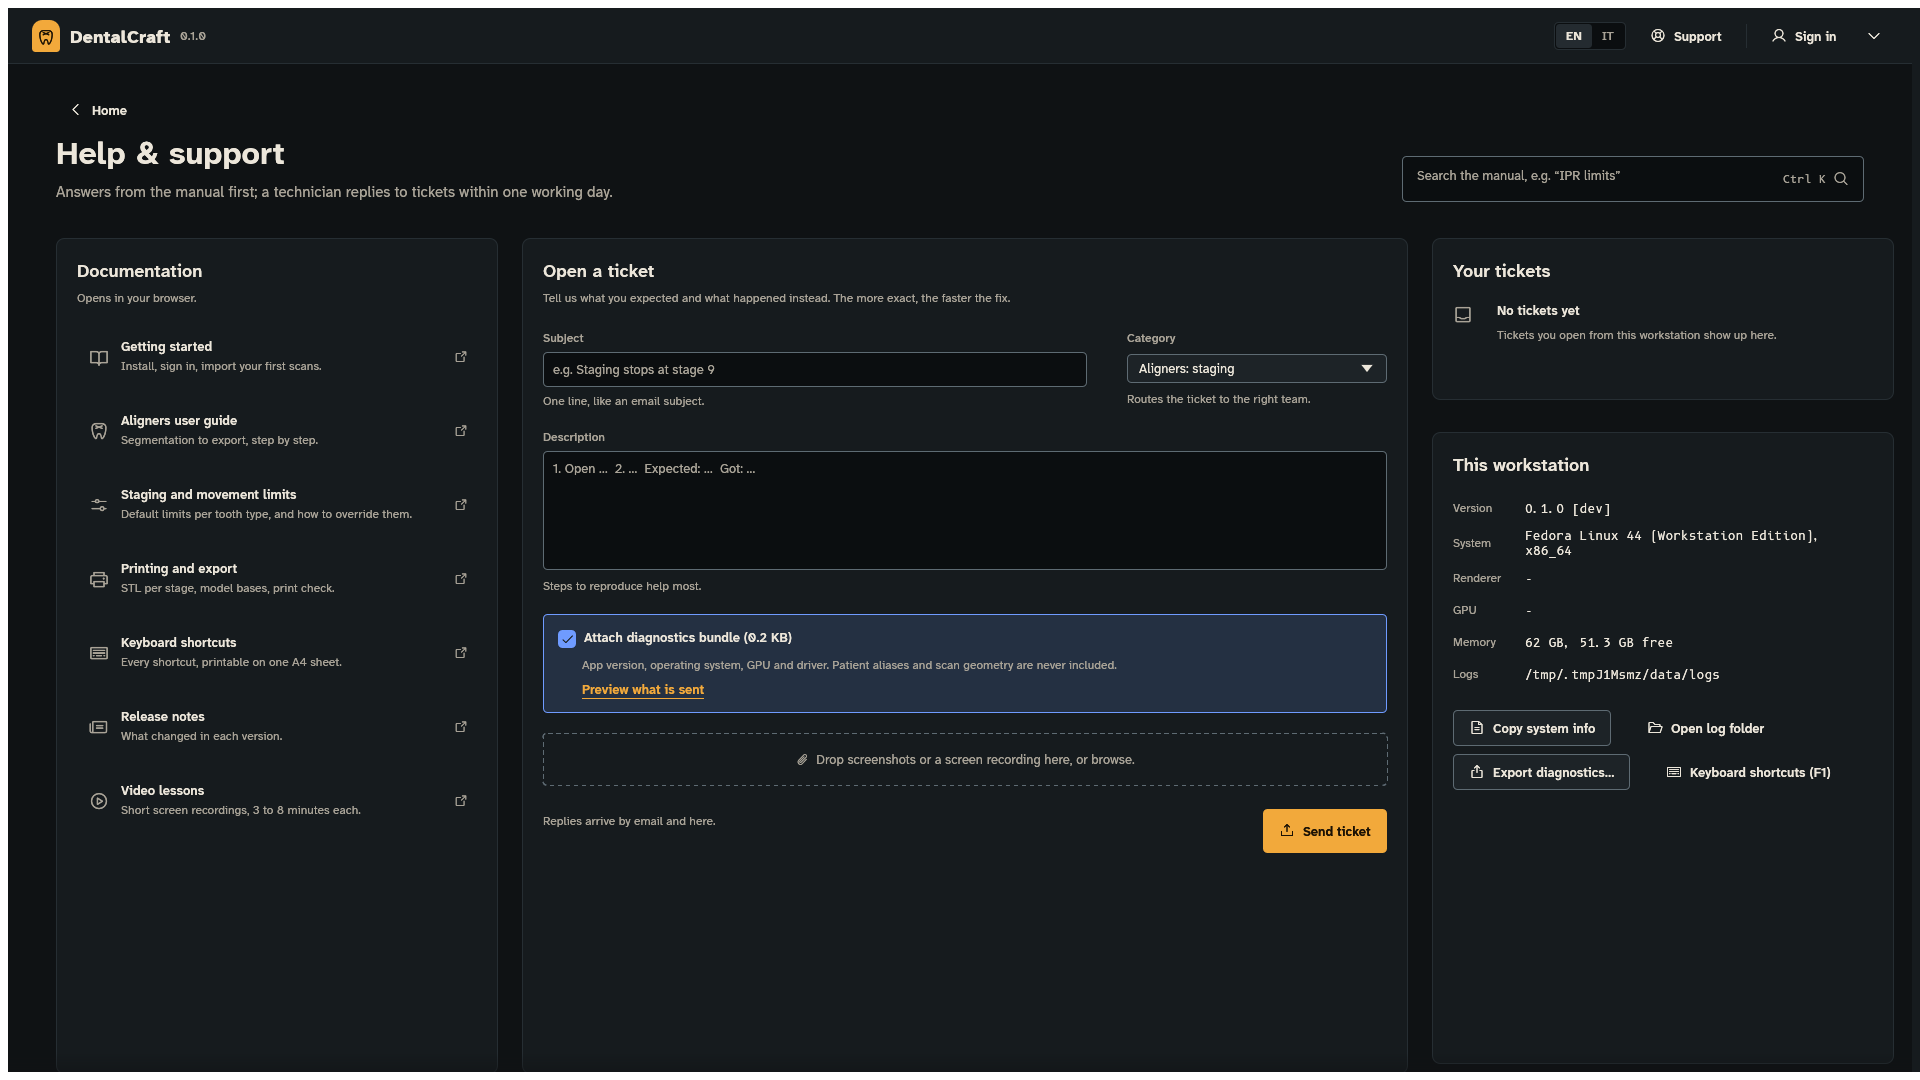 DentalCraft 0.1.0
EN IT
Support
Sign in
Home
Help & support
Answers from the manual first; a technician replies to tickets within one working day.
Search the manual, e.g. “IPR limits”
Ctrl K
Documentation
Opens in your browser.
Getting started
Install, sign in, import your first scans.
Aligners user guide
Segmentation to export, step by step.
Staging and movement limits
Default limits per tooth type, and how to override them.
Printing and export
STL per stage, model bases, print check.
Keyboard shortcuts
Every shortcut, printable on one A4 sheet.
Release notes
What changed in each version.
Video lessons
Short screen recordings, 3 to 8 minutes each.
Open a ticket
Tell us what you expected and what happened instead. The more exact, the faster the fix.
Subject
e.g. Staging stops at stage 9
One line, like an email subject.
Category
Aligners: staging
Routes the ticket to the right team.
Description
1. Open ... 2. ... Expected: ... Got: ...
Steps to reproduce help most.
Attach diagnostics bundle (0.2 KB)
App version, operating system, GPU and driver. Patient aliases and scan geometry are never included.
Preview what is sent
Drop screenshots or a screen recording here, or browse.
Replies arrive by email and here.
Send ticket
Your tickets
No tickets yet
Tickets you open from this workstation show up here.
This workstation
Version 0.1.0 [dev]
System Fedora Linux 44 [Workstation Edition],
x86_64
Renderer -
GPU -
Memory 62 GB, 51.3 GB free
Logs /tmp/.tmpJ1Msmz/data/logs
Copy system info
Open log folder
Export diagnostics...
Keyboard shortcuts (F1)